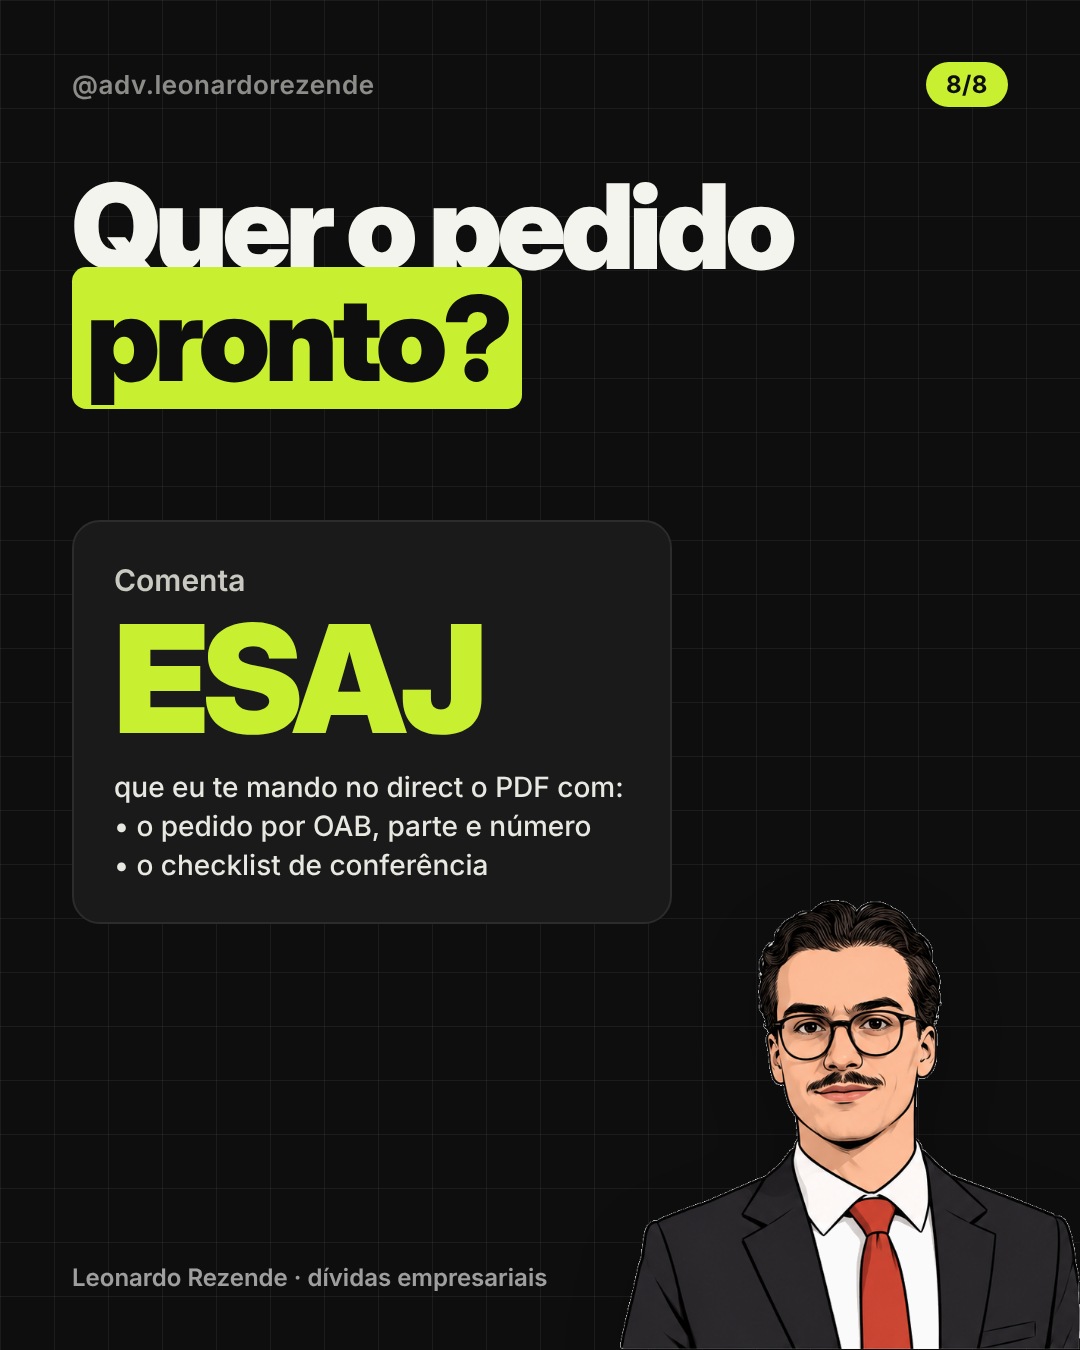 @adv.leonardorezende
8/8
Quer o pedido
pronto?
Comenta
ESAJ
que eu te mando no direct o PDF com:
• o pedido por OAB, parte e número
• o checklist de conferência
Leonardo Rezende · dívidas empresariais